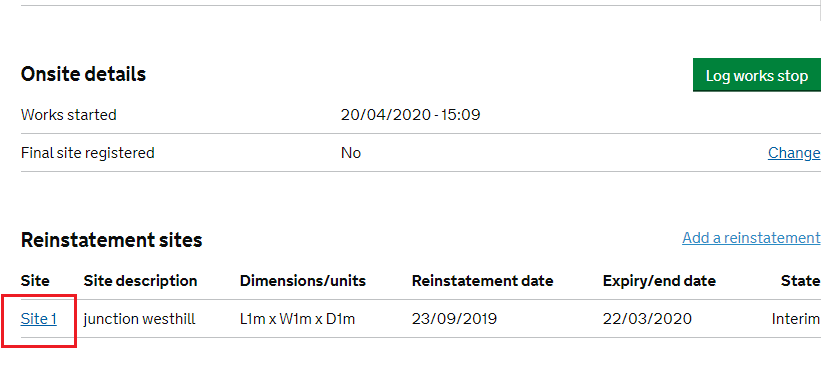 Onsite details Log works stop
Works started 20/04/2020 - 15:09
Final site registered No Change
Reinstatement sites Add a reinstatement
Site Site description Dimensions/units Reinstatement date Expiry/end date State
Site 1 junction westhill L1m x W1m x D1m 23/09/2019 22/03/2020 Interim